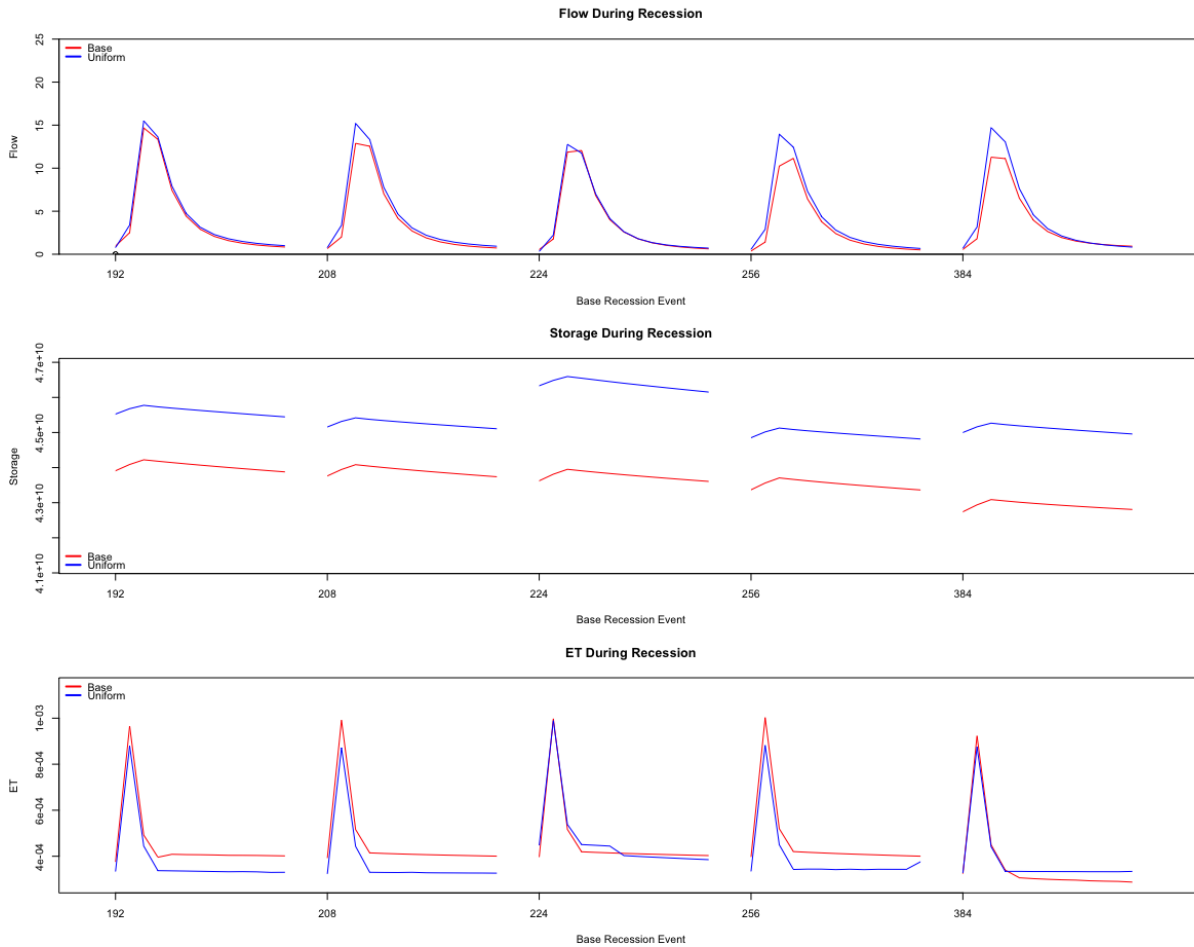 Flow During Recession
Base
Uniform
25
20
15
10
5
0
Flow
192 208 224 256 384
Base Recession Event
Storage During Recession
4.7e+10
4.5e+10
4.3e+10
4.1e+10
Storage
Base
Uniform
192 208 224 256 384
Base Recession Event
ET During Recession
Base
Uniform
1e-03
8e-04
6e-04
4e-04
ET
192 208 224 256 384
Base Recession Event